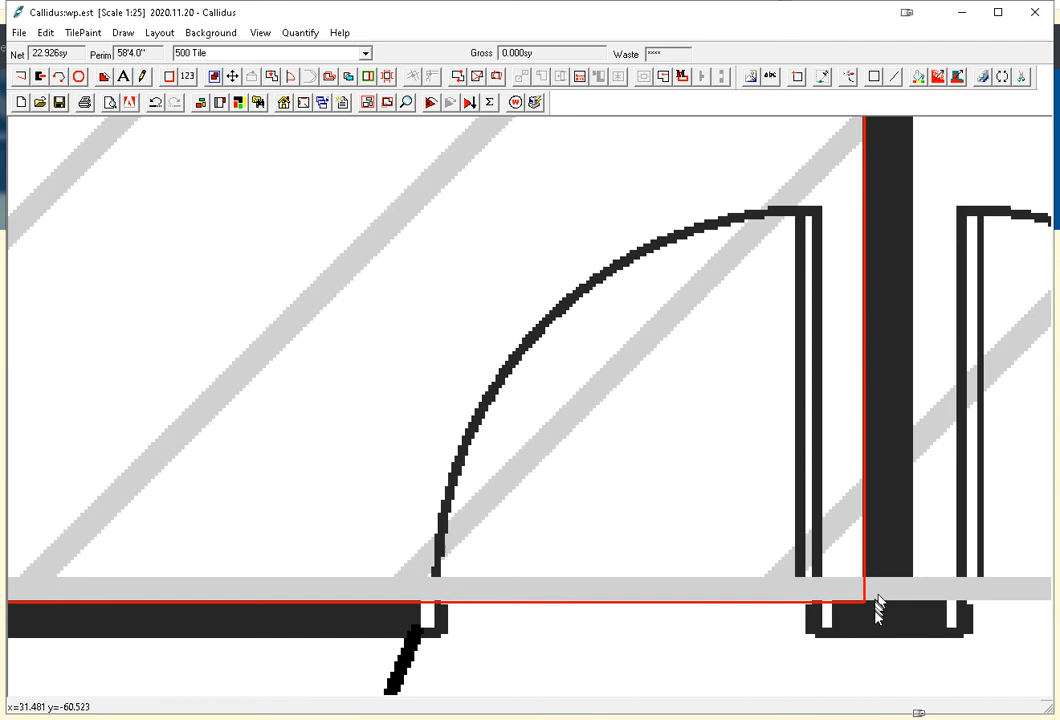 Callidus:wp.est [Scale 1:25] 2020.11.20 - Callidus
File Edit TilePaint Draw Layout Background View Quantify Help
Net 22.926sy Perim 58'4.0" 500 Tile Gross 0.000sy Waste ****
A 123 M abc
Σ W
x=31.481 y=-60.523